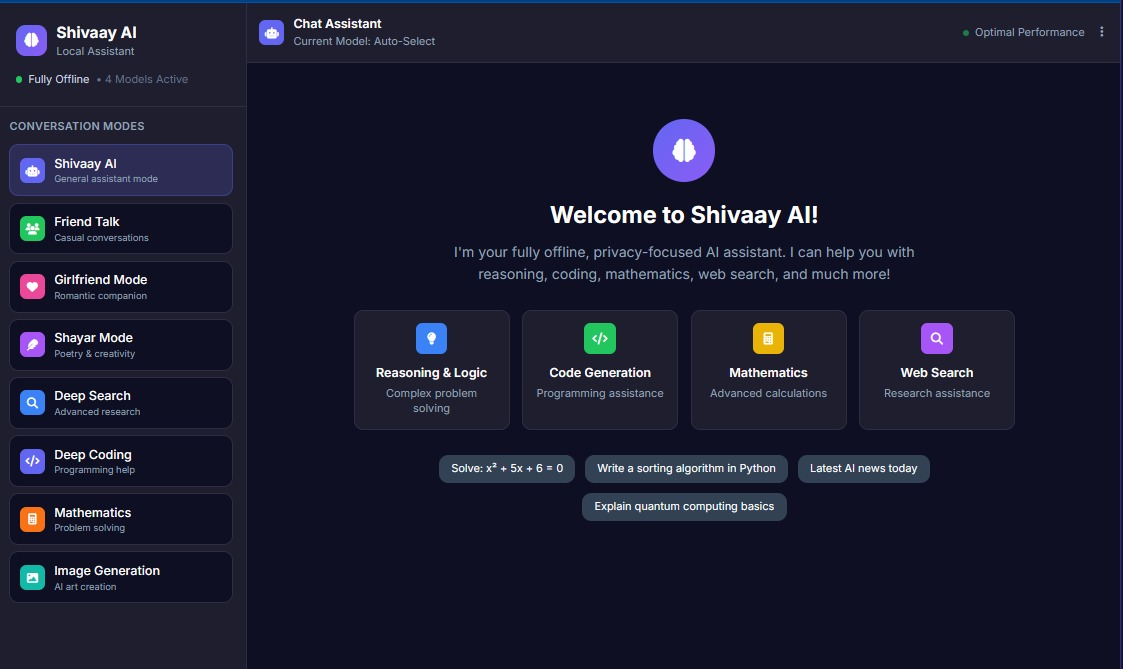 Shivaay AI
Local Assistant
Fully Offline • 4 Models Active
CONVERSATION MODES
Shivaay AI
General assistant mode
Friend Talk
Casual conversations
Girlfriend Mode
Romantic companion
Shayar Mode
Poetry & creativity
Deep Search
Advanced research
Deep Coding
Programming help
Mathematics
Problem solving
Image Generation
AI art creation
Chat Assistant
Current Model: Auto-Select
Optimal Performance
Welcome to Shivaay AI!
I'm your fully offline, privacy-focused AI assistant. I can help you with
reasoning, coding, mathematics, web search, and much more!
Reasoning & Logic
Complex problem
solving
Code Generation
Programming assistance
Mathematics
Advanced calculations
Web Search
Research assistance
Solve: x² + 5x + 6 = 0
Write a sorting algorithm in Python
Latest AI news today
Explain quantum computing basics